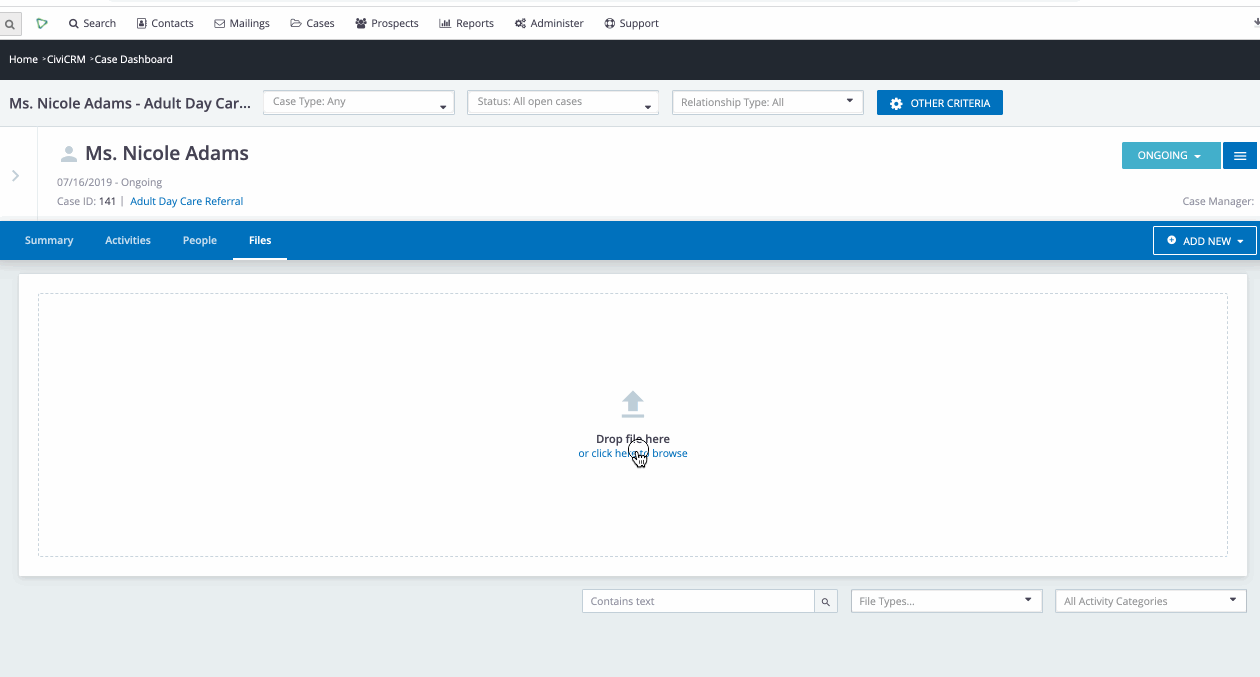 Search Contacts Mailings Cases Prospects Reports Administer Support
Home > CiviCRM > Case Dashboard
Ms. Nicole Adams - Adult Day Car... Case Type: Any Status: All open cases Relationship Type: All OTHER CRITERIA
Ms. Nicole Adams
ONGOING
07/16/2019 - Ongoing
Case ID: 141 | Adult Day Care Referral
Case Manager:
Summary Activities People Files ADD NEW
Drop file here
or click here to browse
Contains text File Types... All Activity Categories